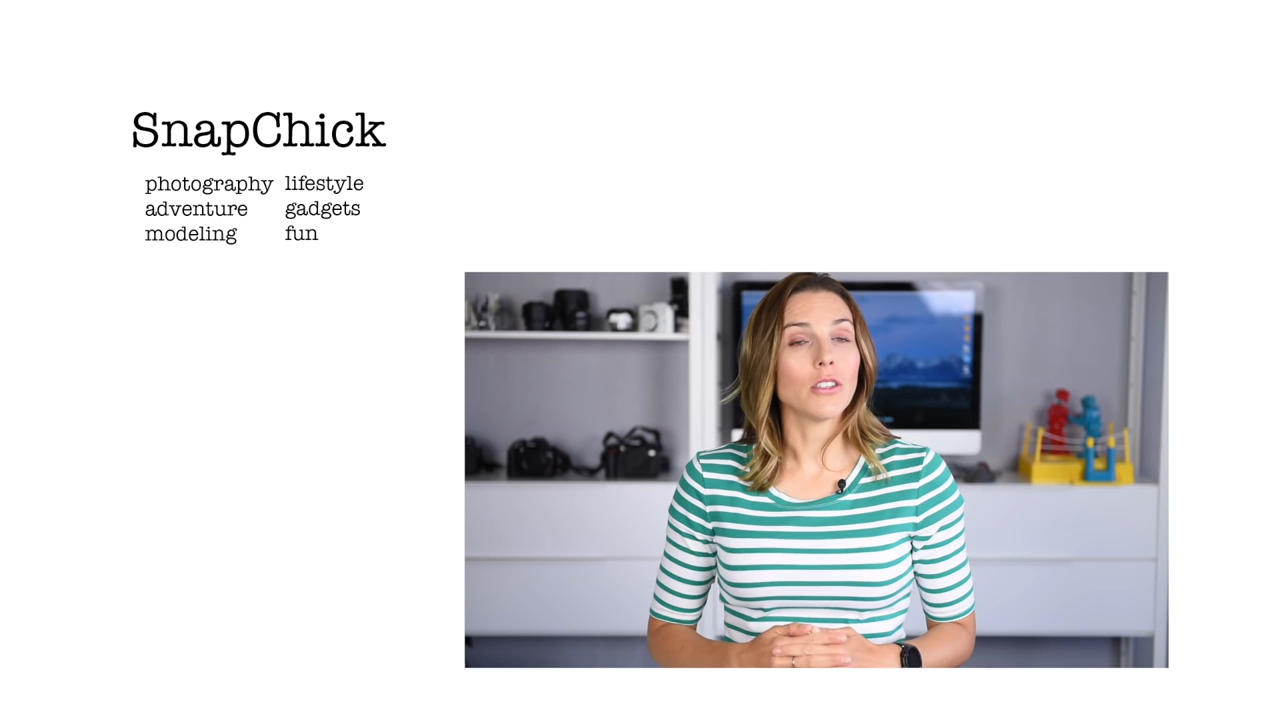 SnapChick
photography lifestyle
adventure gadgets
modeling fun